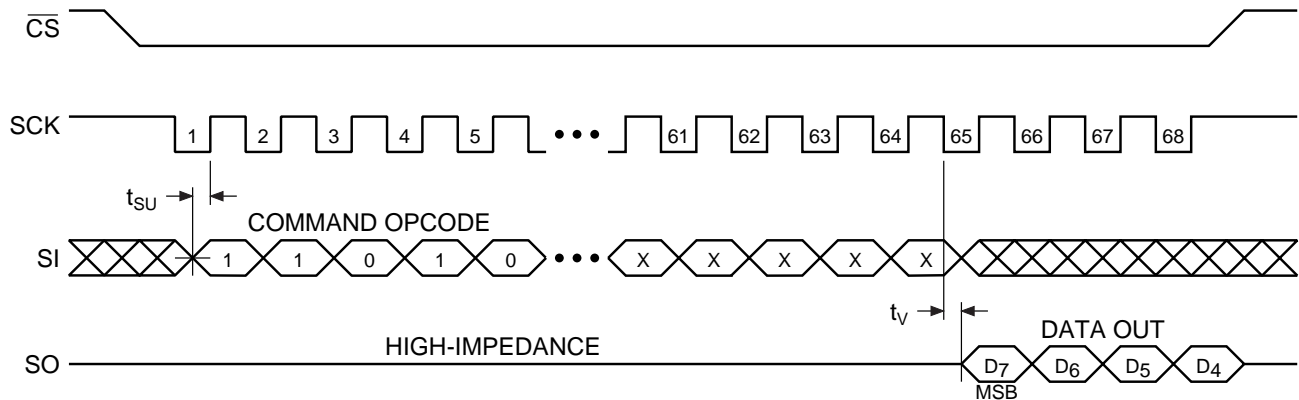 CS
SCK 1 2 3 4 5 ••• 61 62 63 64 65 66 67 68
tSU
COMMAND OPCODE
SI 1 1 0 1 0 ••• X X X X X
tV
DATA OUT
HIGH-IMPEDANCE
SO D7 D6 D5 D4
MSB